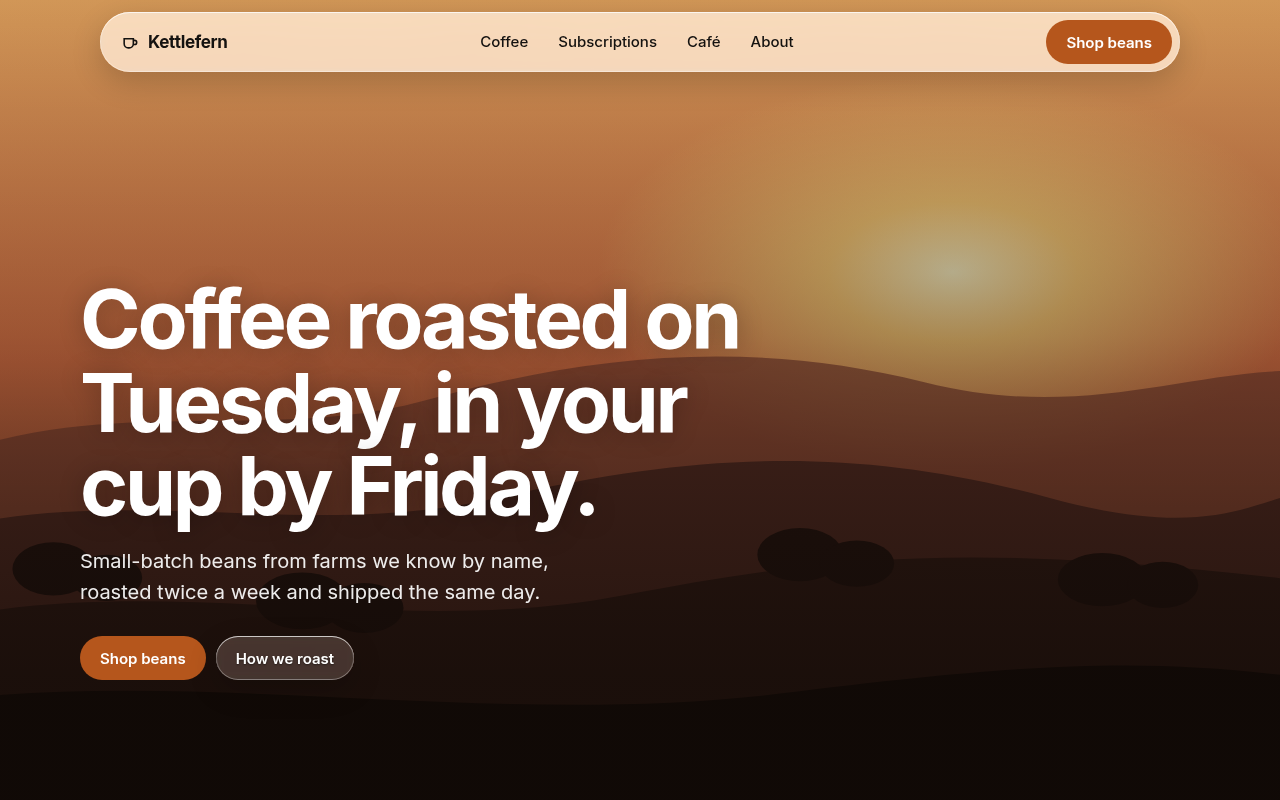 Kettlefern
Coffee
Subscriptions
Café
About
Shop beans
Coffee roasted on
Tuesday, in your
cup by Friday.
Small-batch beans from farms we know by name,
roasted twice a week and shipped the same day.
Shop beans
How we roast